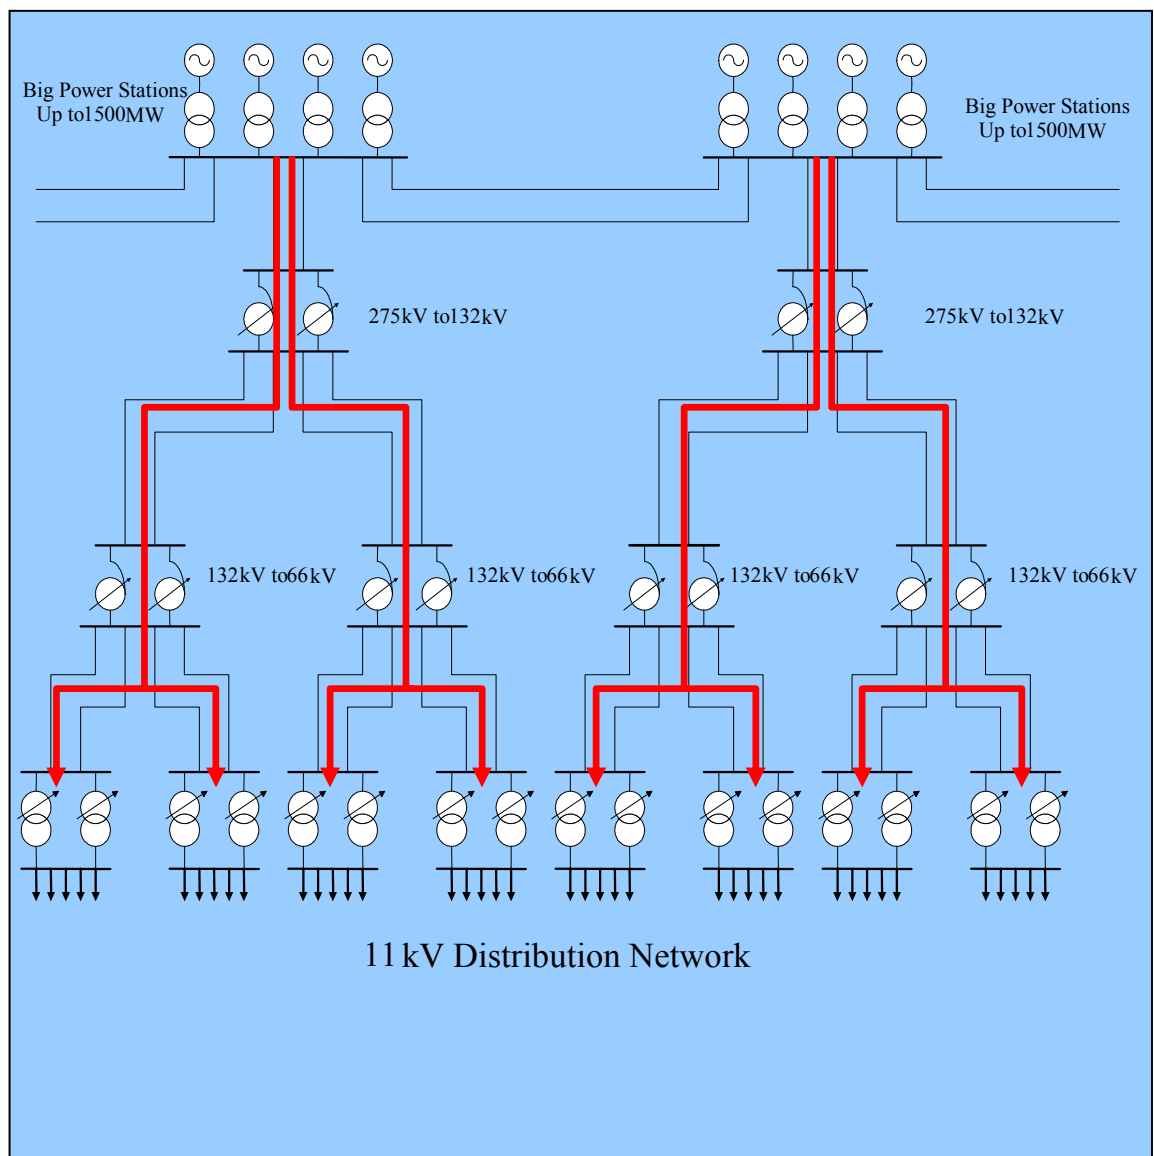 Big Power Stations
Up to1500MW
Big Power Stations
Up to1500MW
275kV to132kV
275kV to132kV
132kV to66kV
132kV to66kV
132kV to66kV
132kV to66kV
11kV Distribution Network